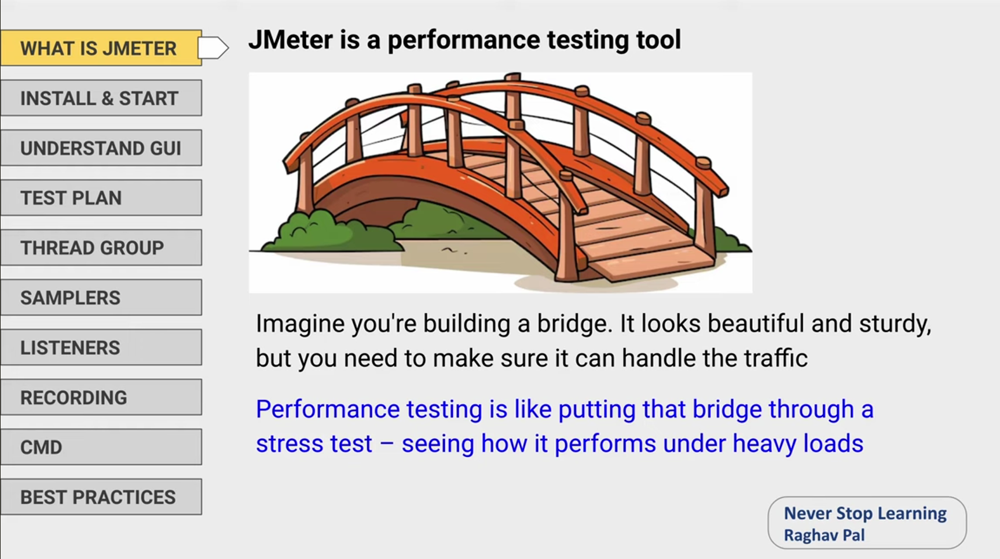 WHAT IS JMETER
INSTALL & START
UNDERSTAND GUI
TEST PLAN
THREAD GROUP
SAMPLERS
LISTENERS
RECORDING
CMD
BEST PRACTICES
JMeter is a performance testing tool
Imagine you're building a bridge. It looks beautiful and sturdy,
but you need to make sure it can handle the traffic
Performance testing is like putting that bridge through a
stress test – seeing how it performs under heavy loads
Never Stop Learning
Raghav Pal